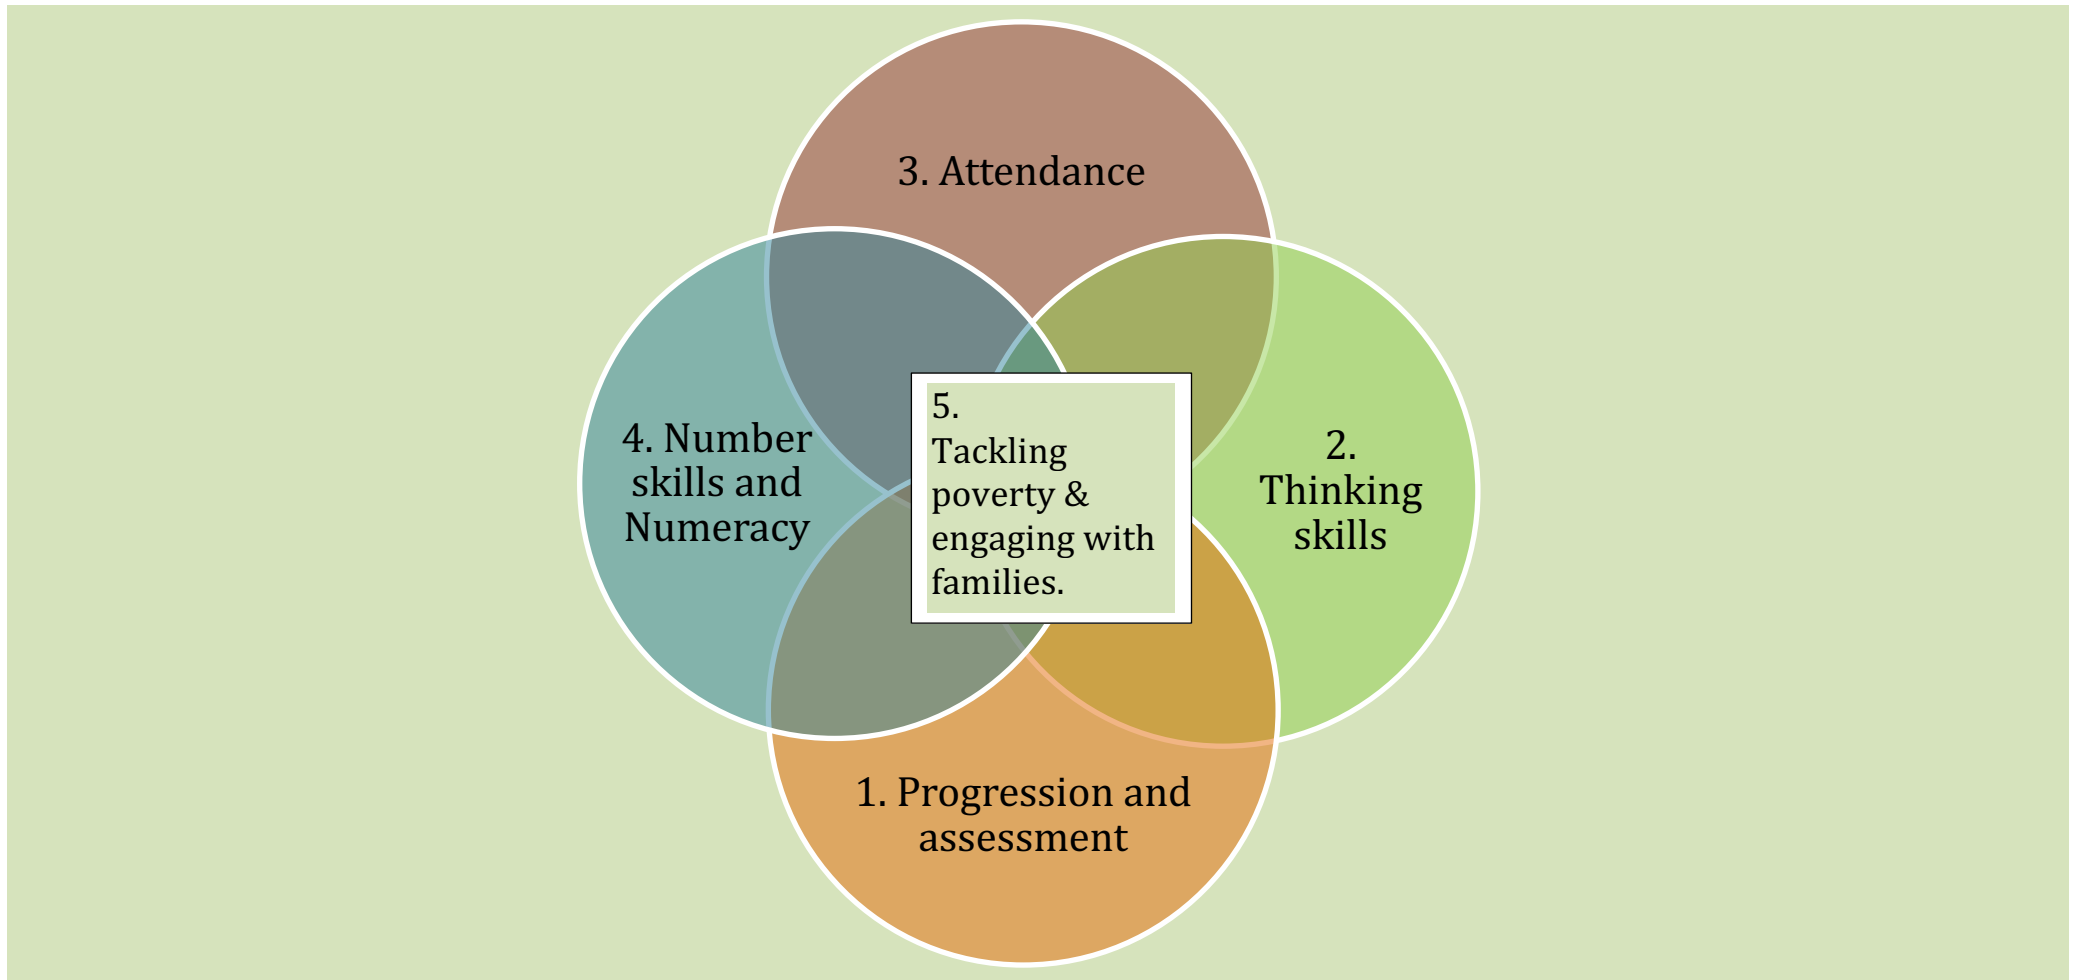 3. Attendance
4. Number
skills and
Numeracy
5.
Tackling
poverty &
engaging with
families.
2.
Thinking
skills
1. Progression and
assessment